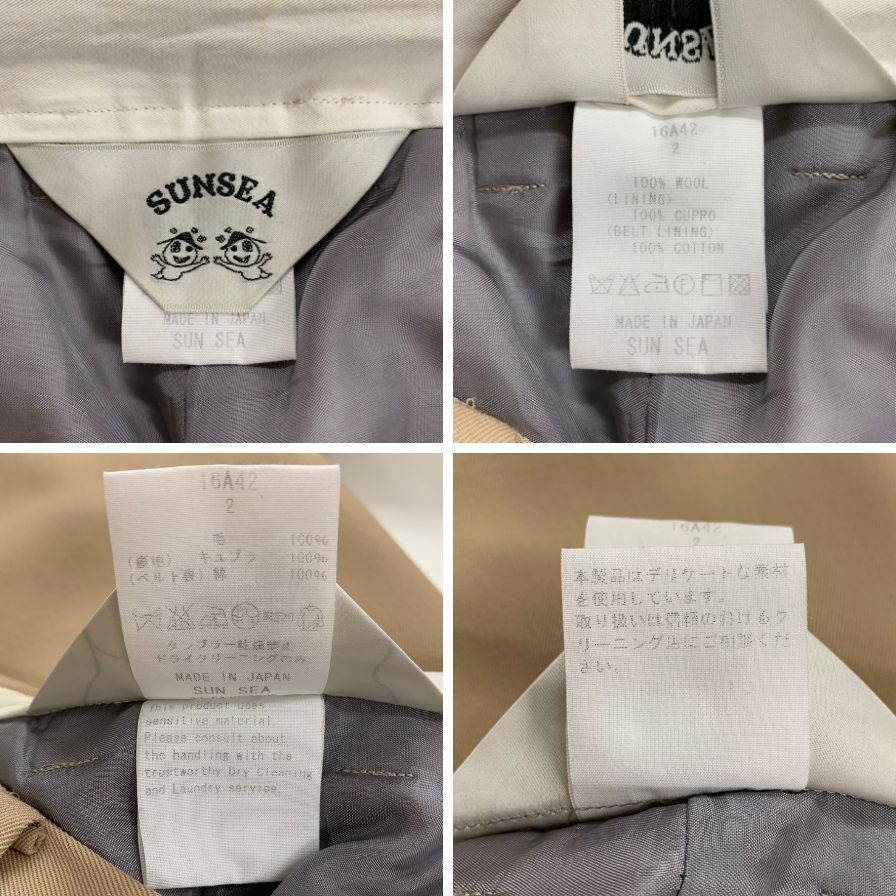 SUNSEA
MADE IN JAPAN
SUN SEA
16A42
2
100% WOOL
(LINING)
100% CUPRO
(BELT LINING)
100% COTTON
MADE IN JAPAN
SUN SEA
16A42
2
毛 100%
(裏地) キュプラ 100%
(ベルト裏) 綿 100%
タンブラー乾燥禁止
ドライクリーニングのみ
MADE IN JAPAN
SUN SEA
This product uses
sensitive material.
Please consult about
the handling with the
trustworthy Dry Cleaning
and Laundry service.
16A42
2
本製品はデリケートな素材
を使用しています。
取り扱いは信頼のおけるク
リーニング店にご相談くだ
さい。